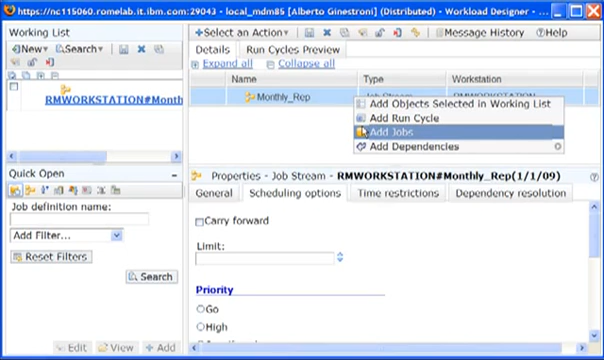 https://nc115060.romelab.it.ibm.com:29043 - local_mdm85 [Alberto Ginestroni] (Distributed) - Workload Designer -
Working List
New Search
RMWORKSTATION#Month
Quick Open
Job definition name:
Add Filter...
Reset Filters
Search
Edit View Add
Select an Action Message History Help
Details Run Cycles Preview
Expand all Collapse all
Name Type Workstation
Monthly_Rep Job Stream RMWORKSTATION
Add Objects Selected in Working List
Add Run Cycle
Add Jobs
Add Dependencies
Properties - Job Stream - RMWORKSTATION#Monthly_Rep(1/1/09)
General Scheduling options Time restrictions Dependency resolution
Carry forward
Limit:
Priority
Go
High